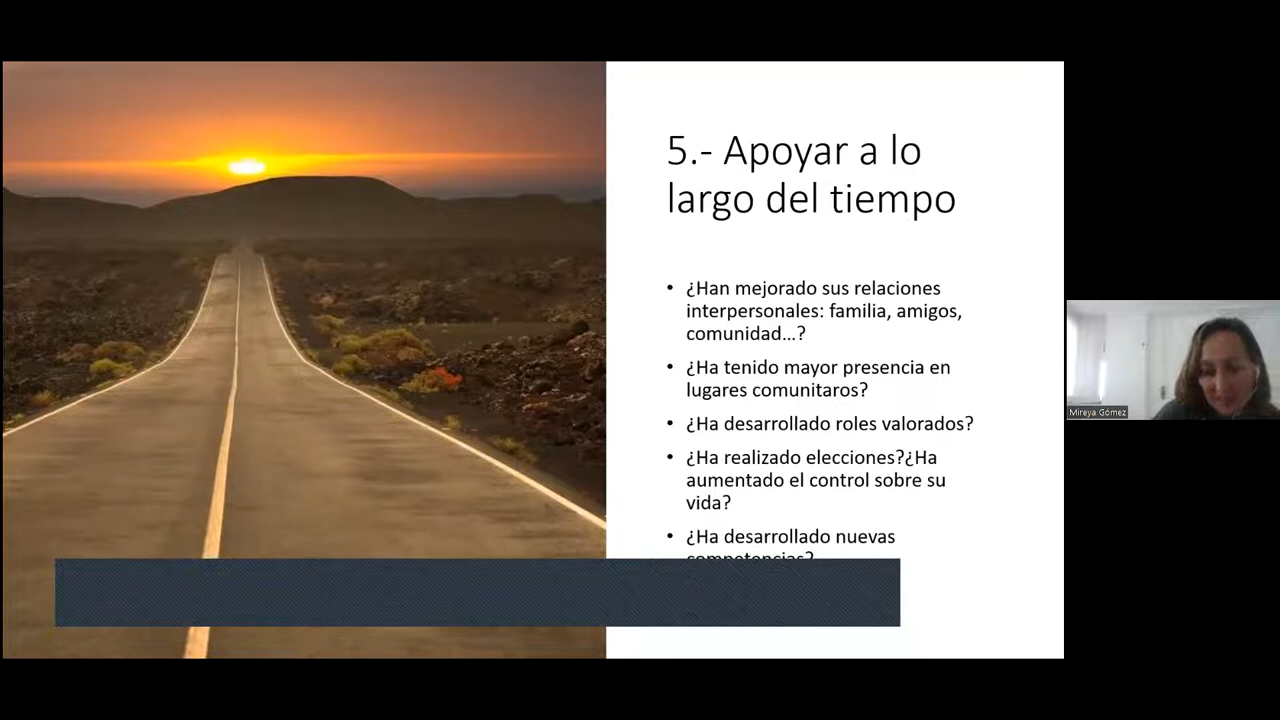 5.- Apoyar a lo
largo del tiempo
• ¿Han mejorado sus relaciones
interpersonales: familia, amigos,
comunidad...?
• ¿Ha tenido mayor presencia en
lugares comunitaros?
• ¿Ha desarrollado roles valorados?
• ¿Ha realizado elecciones?¿Ha
aumentado el control sobre su
vida?
• ¿Ha desarrollado nuevas
competencias?
Mireya Gómez